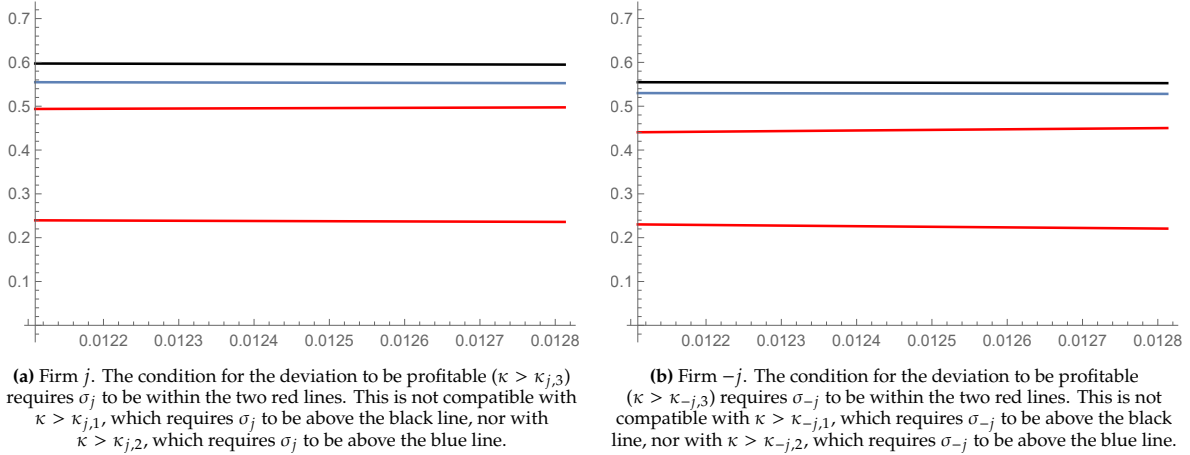 0.7
0.6
0.5
0.4
0.3
0.2
0.1
0.0122 0.0123 0.0124 0.0125 0.0126 0.0127 0.0128
(a) Firm j. The condition for the deviation to be profitable (κ > κj,3)
requires σj to be within the two red lines. This is not compatible with
κ > κj,1, which requires σj to be above the black line, nor with
κ > κj,2, which requires σj to be above the blue line.
0.7
0.6
0.5
0.4
0.3
0.2
0.1
0.0122 0.0123 0.0124 0.0125 0.0126 0.0127 0.0128
(b) Firm −j. The condition for the deviation to be profitable
(κ > κ−j,3) requires σ−j to be within the two red lines. This is not
compatible with κ > κ−j,1, which requires σ−j to be above the black
line, nor with κ > κ−j,2, which requires σ−j to be above the blue line.